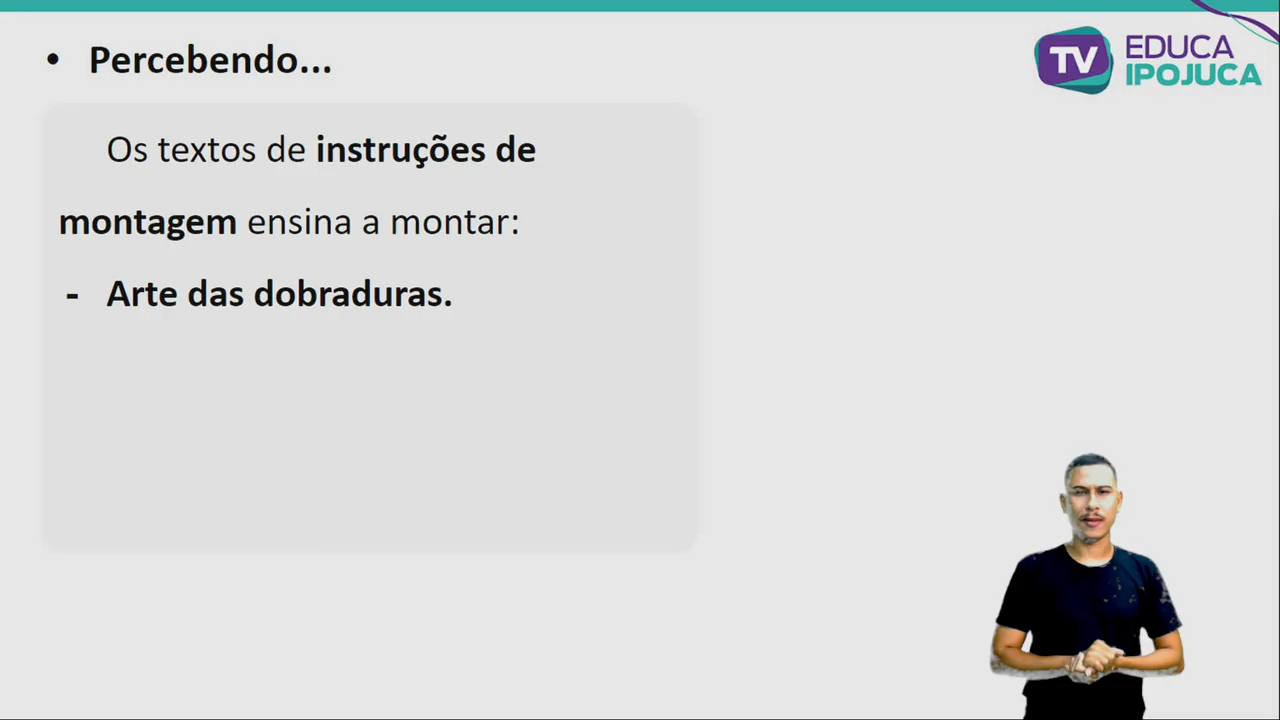 • Percebendo...
TV EDUCA
IPOJUCA
Os textos de instruções de
montagem ensina a montar:
- Arte das dobraduras.